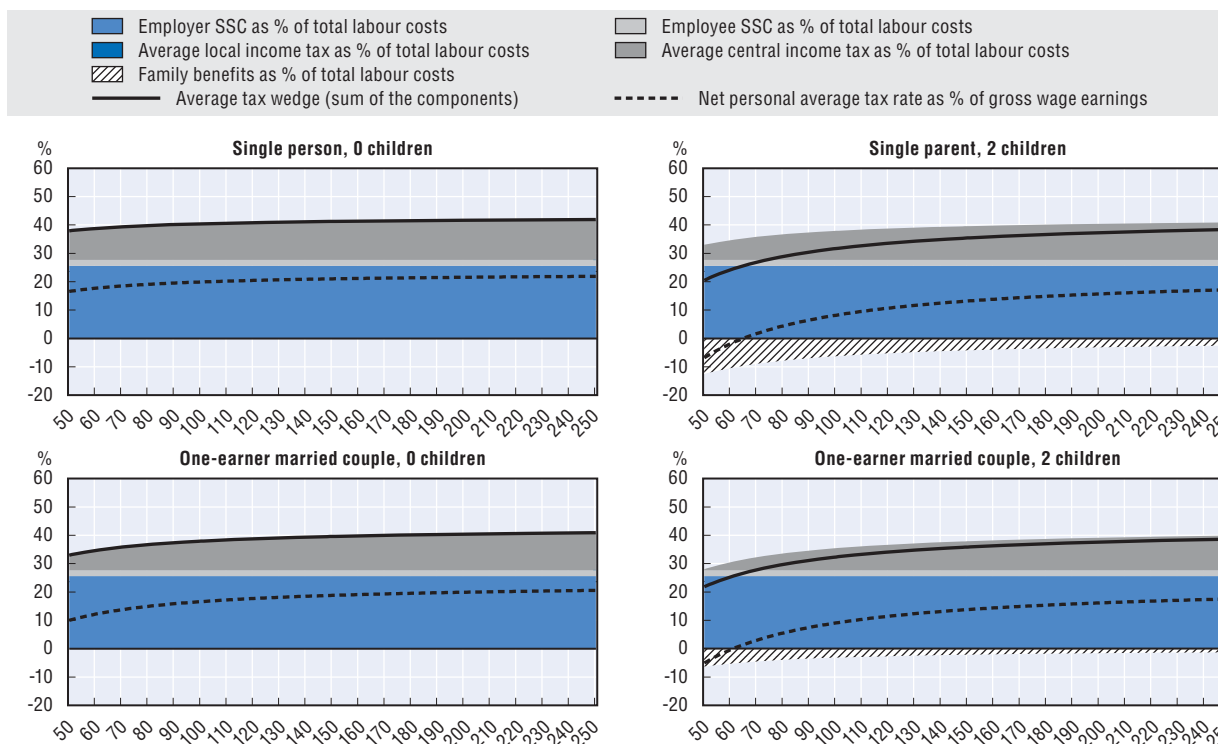 Employer SSC as % of total labour costs
Employee SSC as % of total labour costs
Average local income tax as % of total labour costs
Average central income tax as % of total labour costs
Family benefits as % of total labour costs
Average tax wedge (sum of the components)
Net personal average tax rate as % of gross wage earnings
%
Single person, 0 children
60
50
40
30
20
10
0
-10
-20
50 60 70 80 90 100 110 120 130 140 150 160 170 180 190 200 210 220 230 240 250
%
Single parent, 2 children
60
50
40
30
20
10
0
-10
-20
50 60 70 80 90 100 110 120 130 140 150 160 170 180 190 200 210 220 230 240
%
One-earner married couple, 0 children
60
50
40
30
20
10
0
-10
-20
50 60 70 80 90 100 110 120 130 140 150 160 170 180 190 200 210 220 230 240 250
%
One-earner married couple, 2 children
60
50
40
30
20
10
0
-10
-20
50 60 70 80 90 100 110 120 130 140 150 160 170 180 190 200 210 220 230 240